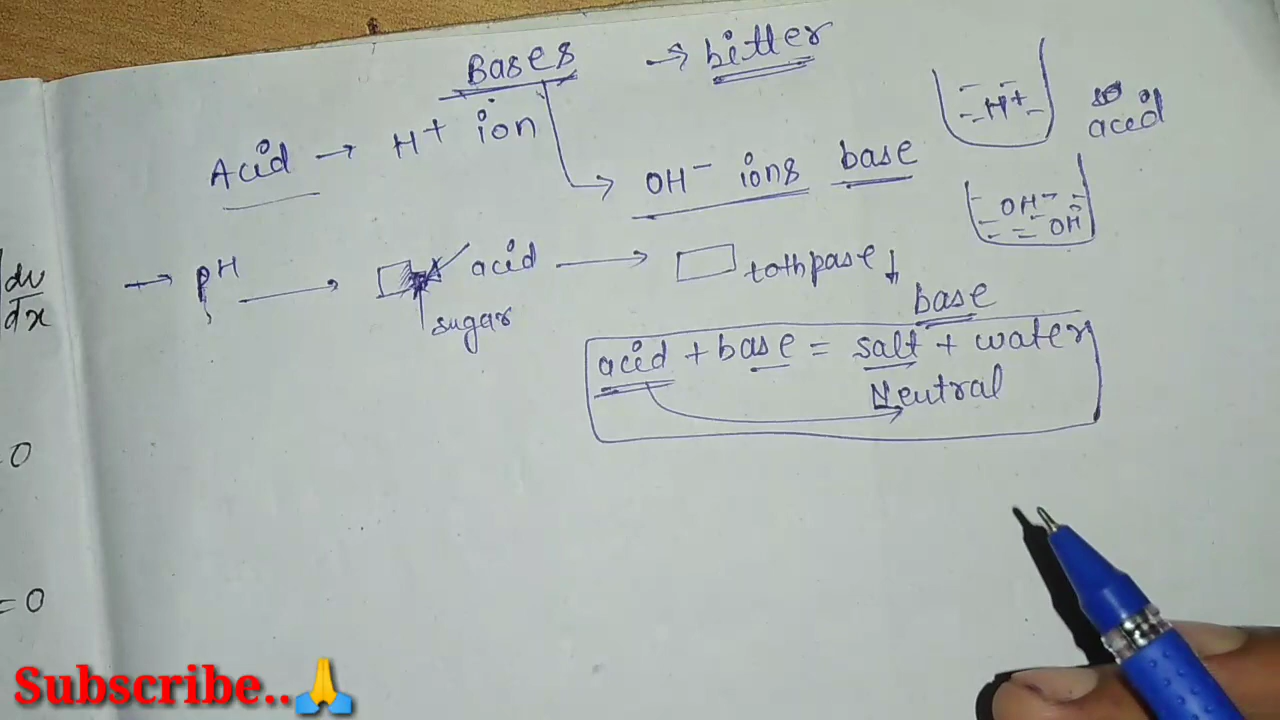 Bases → bitter
Acid → H+ ion
OH- ions base
H+
acid
OH-
OH
dv
dx
→ pH → acid → tothpase ↓
sugar
base
acid + base = salt + water
Neutral
0
= 0
Subscribe..🙏